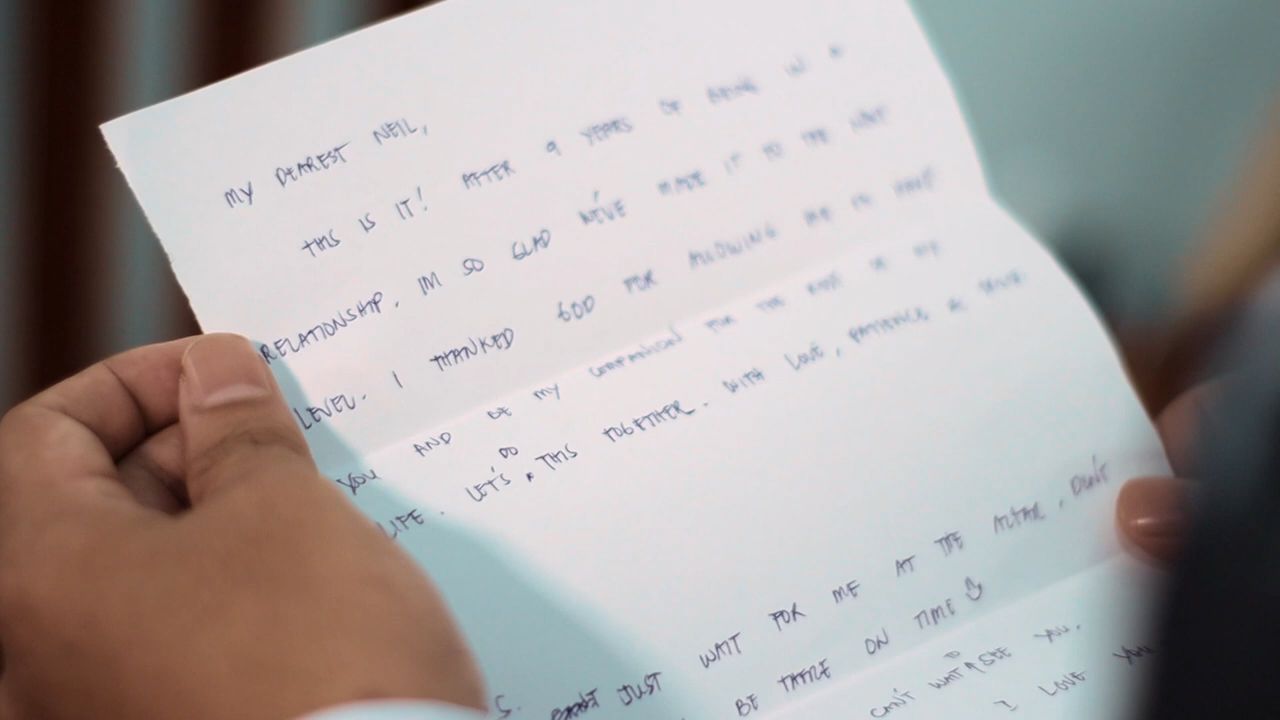 MY DEAREST NEIL,
THIS IS IT! AFTER 9 YEARS OF BEING IN A
RELATIONSHIP. IM SO GLAD WE'VE MADE IT TO THE NEXT
LEVEL. I THANKED GOD FOR ALLOWING ME TO HAVE
YOU AND BE MY COMPANION FOR THE REST OF MY
LIFE. LET'S DO THIS TOGETHER. WITH LOVE, PATIENCE &
S. JUST WAIT FOR ME AT THE ALTAR. DON'T
BE THERE ON TIME
CAN'T WAIT TO SEE YOU.
I LOVE YOU